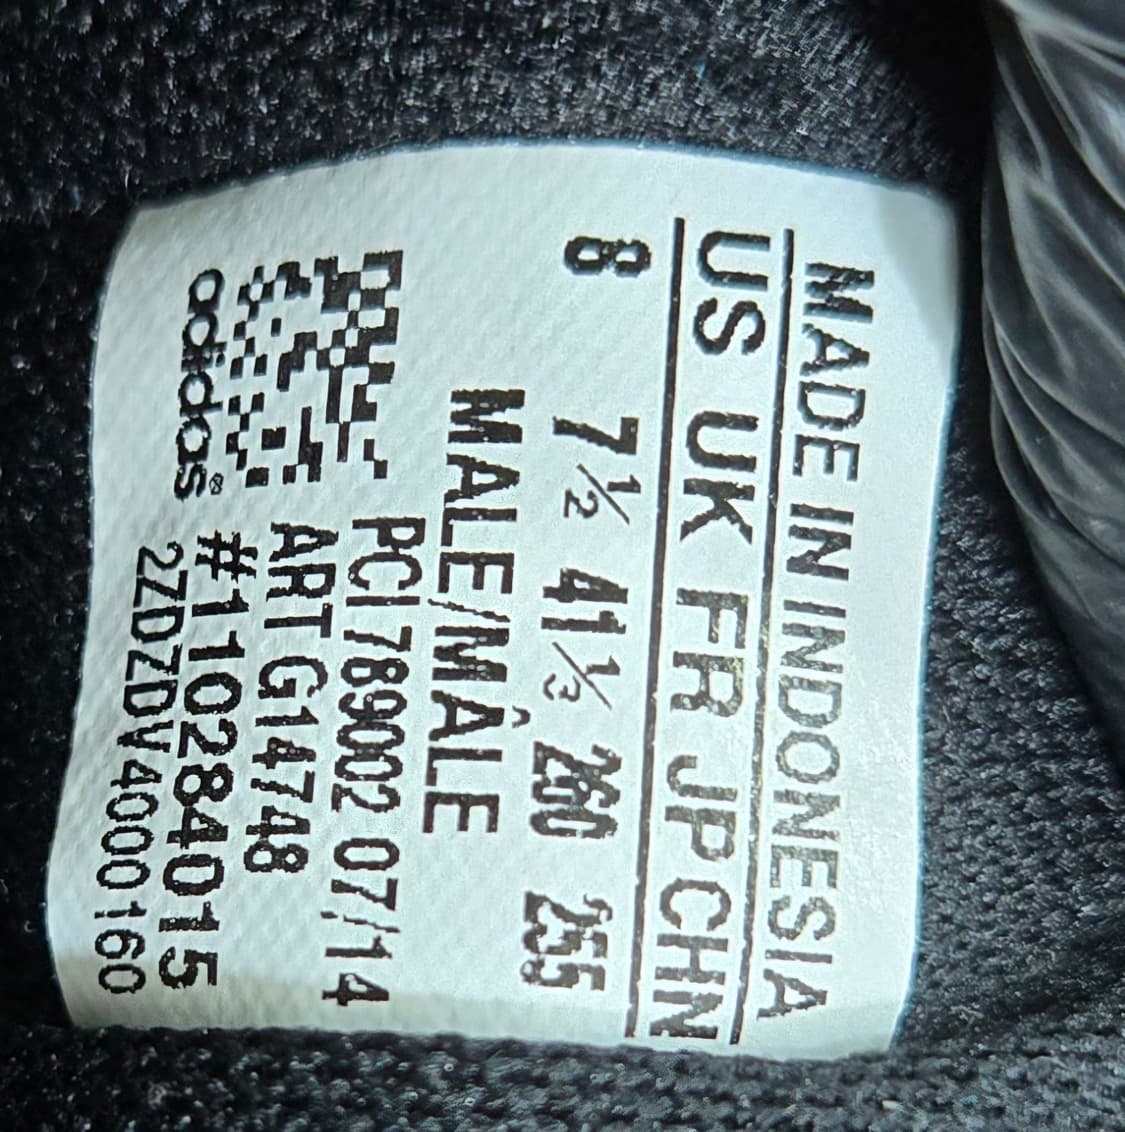 MADE IN INDONESIA
US UK FR JP CHN
8 7½ 41⅓ 260 255
MALE/MÂLE
PCI 789002 07/14
ART G14748
#110284015
2ZDZDV4000160
adidas®